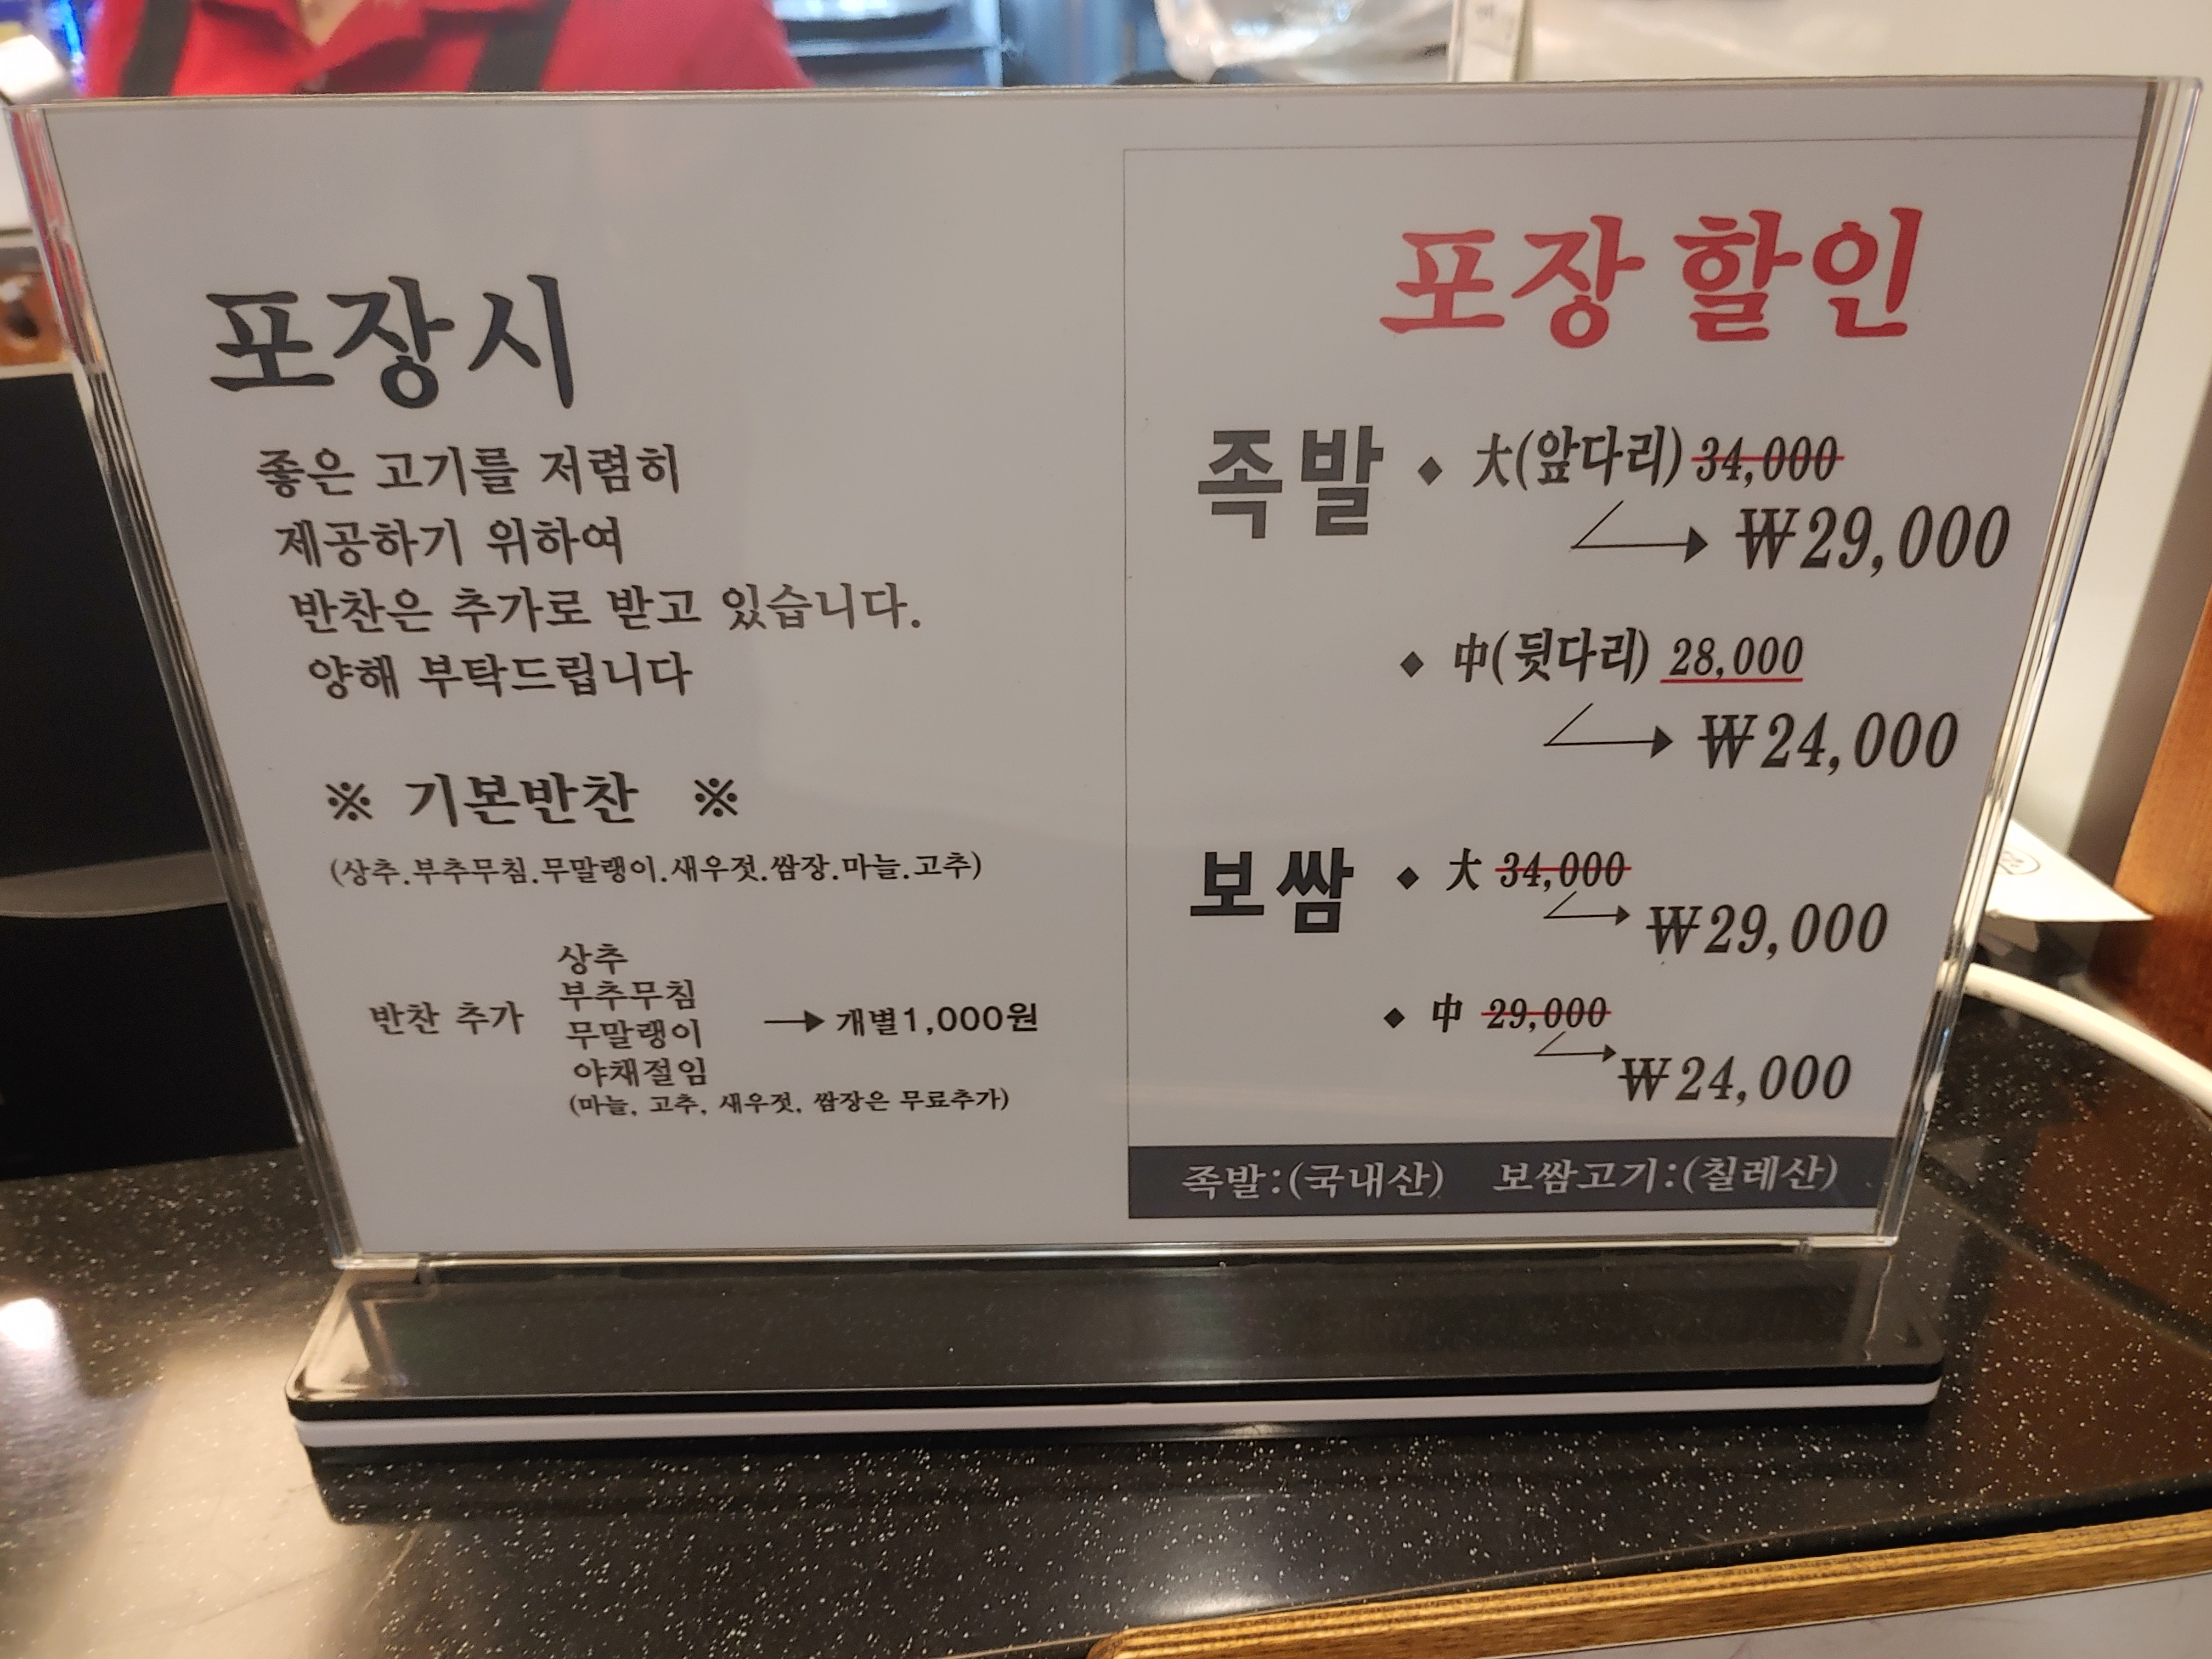 포장시
좋은 고기를 저렴히
제공하기 위하여
반찬은 추가로 받고 있습니다.
양해 부탁드립니다
※ 기본반찬 ※
(상추.부추무침.무말랭이.새우젓.쌈장.마늘.고추)
상추
부추무침
반찬 추가 무말랭이 → 개별1,000원
야채절임
(마늘, 고추, 새우젓, 쌈장은 무료추가)
포장 할인
족발 ◆ 大(앞다리) 34,000
→ ₩29,000
◆ 中(뒷다리) 28,000
→ ₩24,000
보쌈 ◆ 大 34,000
→ ₩29,000
◆ 中 29,000
→ ₩24,000
족발:(국내산) 보쌈고기:(칠레산)